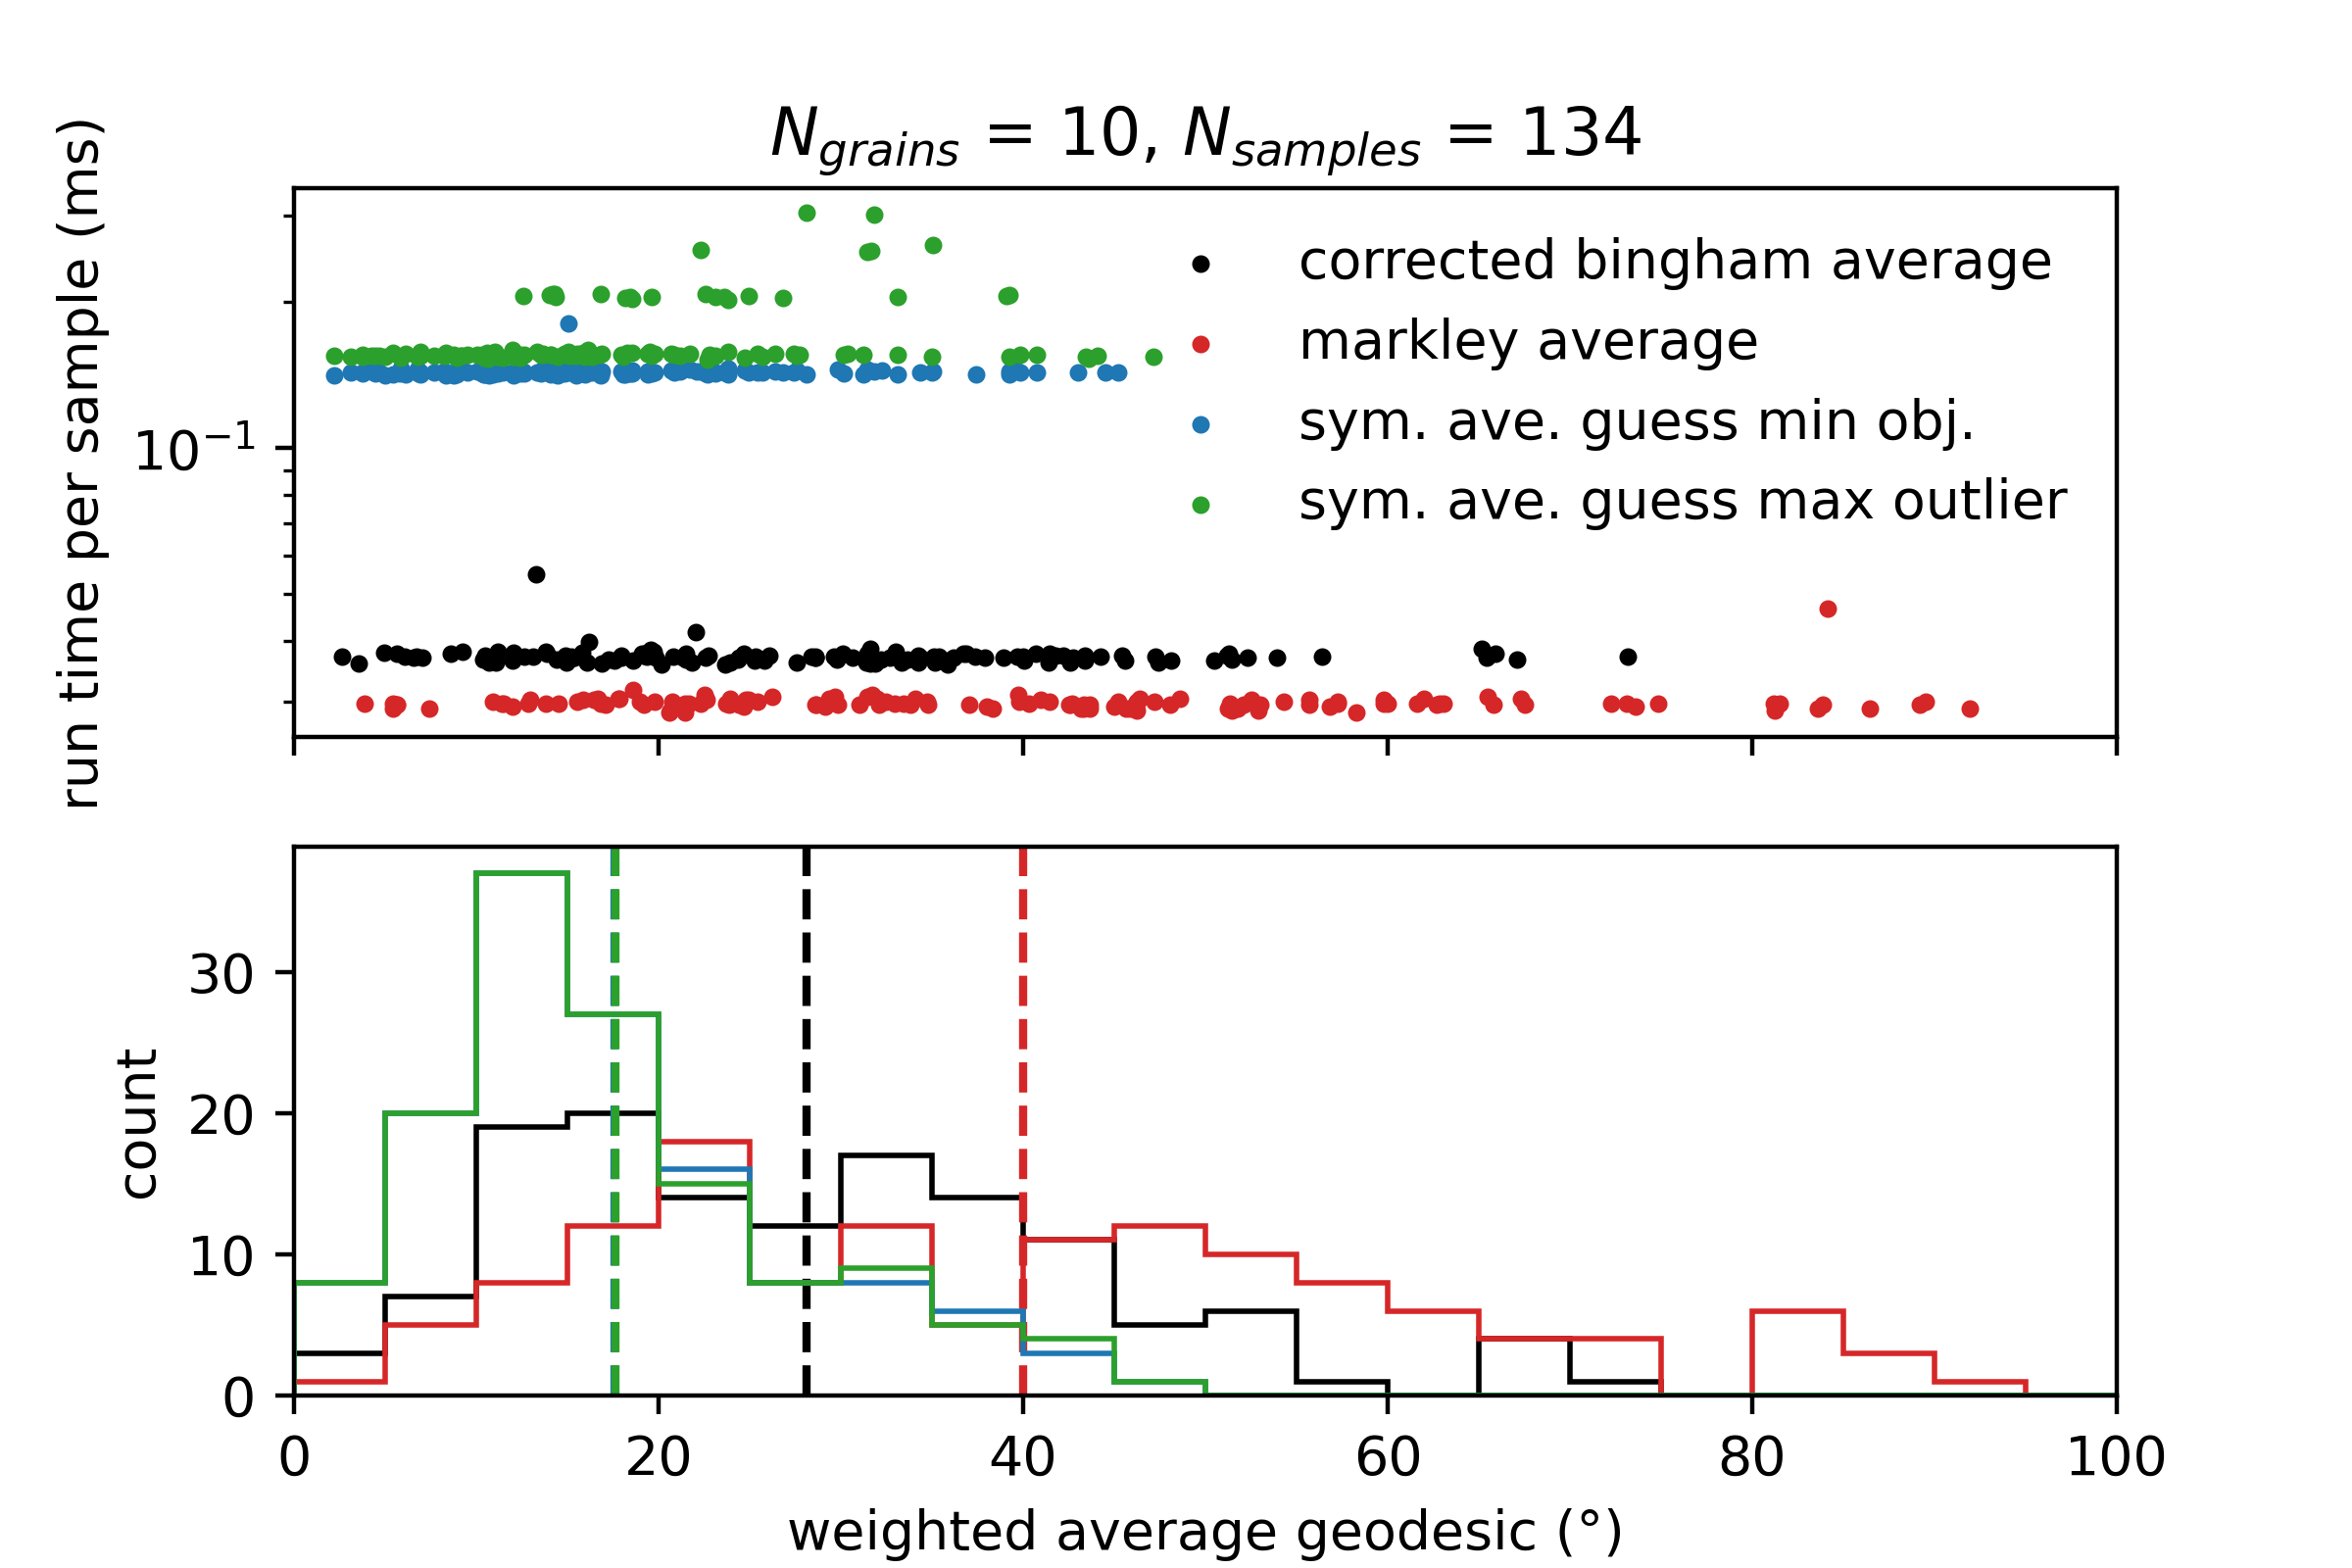 N_grains = 10, N_samples = 134
run time per sample (ms)
10⁻¹
corrected bingham average
markley average
sym. ave. guess min obj.
sym. ave. guess max outlier
count
30
20
10
0
0 20 40 60 80 100
weighted average geodesic (°)